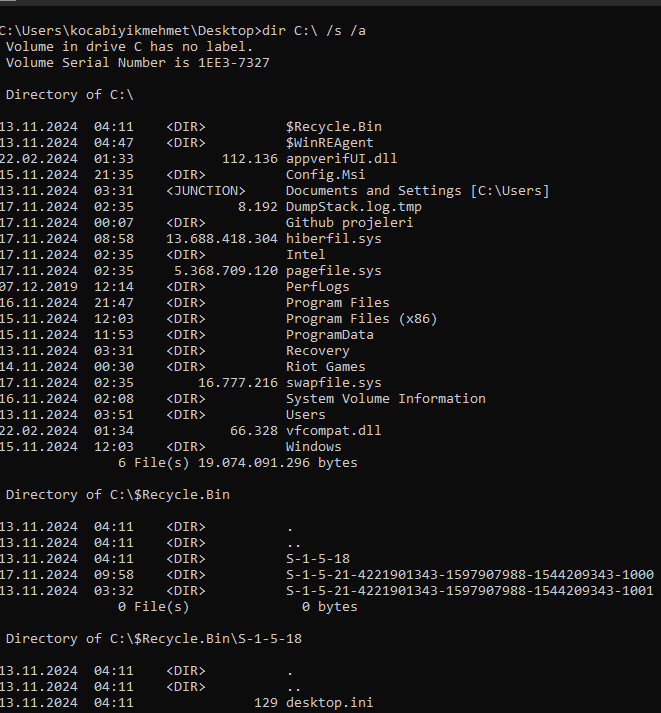 C:\Users\kocabiyikmehmet\Desktop>dir C:\ /s /a
Volume in drive C has no label.
Volume Serial Number is 1EE3-7327
Directory of C:\
13.11.2024  04:11    <DIR>          $Recycle.Bin
13.11.2024  04:47    <DIR>          $WinREAgent
22.02.2024  01:33           112.136 appverifUI.dll
15.11.2024  21:35    <DIR>          Config.Msi
13.11.2024  03:31    <JUNCTION>     Documents and Settings [C:\Users]
17.11.2024  02:35             8.192 DumpStack.log.tmp
17.11.2024  00:07    <DIR>          Github projeleri
17.11.2024  08:58    13.688.418.304 hiberfil.sys
17.11.2024  02:35    <DIR>          Intel
17.11.2024  02:35     5.368.709.120 pagefile.sys
07.12.2019  12:14    <DIR>          PerfLogs
16.11.2024  21:47    <DIR>          Program Files
15.11.2024  12:03    <DIR>          Program Files (x86)
15.11.2024  11:53    <DIR>          ProgramData
13.11.2024  03:31    <DIR>          Recovery
14.11.2024  00:30    <DIR>          Riot Games
17.11.2024  02:35        16.777.216 swapfile.sys
16.11.2024  02:08    <DIR>          System Volume Information
13.11.2024  03:51    <DIR>          Users
22.02.2024  01:34            66.328 vfcompat.dll
15.11.2024  12:03    <DIR>          Windows
6 File(s) 19.074.091.296 bytes
Directory of C:\$Recycle.Bin
13.11.2024  04:11    <DIR>          .
13.11.2024  04:11    <DIR>          ..
13.11.2024  04:11    <DIR>          S-1-5-18
17.11.2024  09:58    <DIR>          S-1-5-21-4221901343-1597907988-1544209343-1000
13.11.2024  03:32    <DIR>          S-1-5-21-4221901343-1597907988-1544209343-1001
0 File(s)              0 bytes
Directory of C:\$Recycle.Bin\S-1-5-18
13.11.2024  04:11    <DIR>          .
13.11.2024  04:11    <DIR>          ..
13.11.2024  04:11               129 desktop.ini